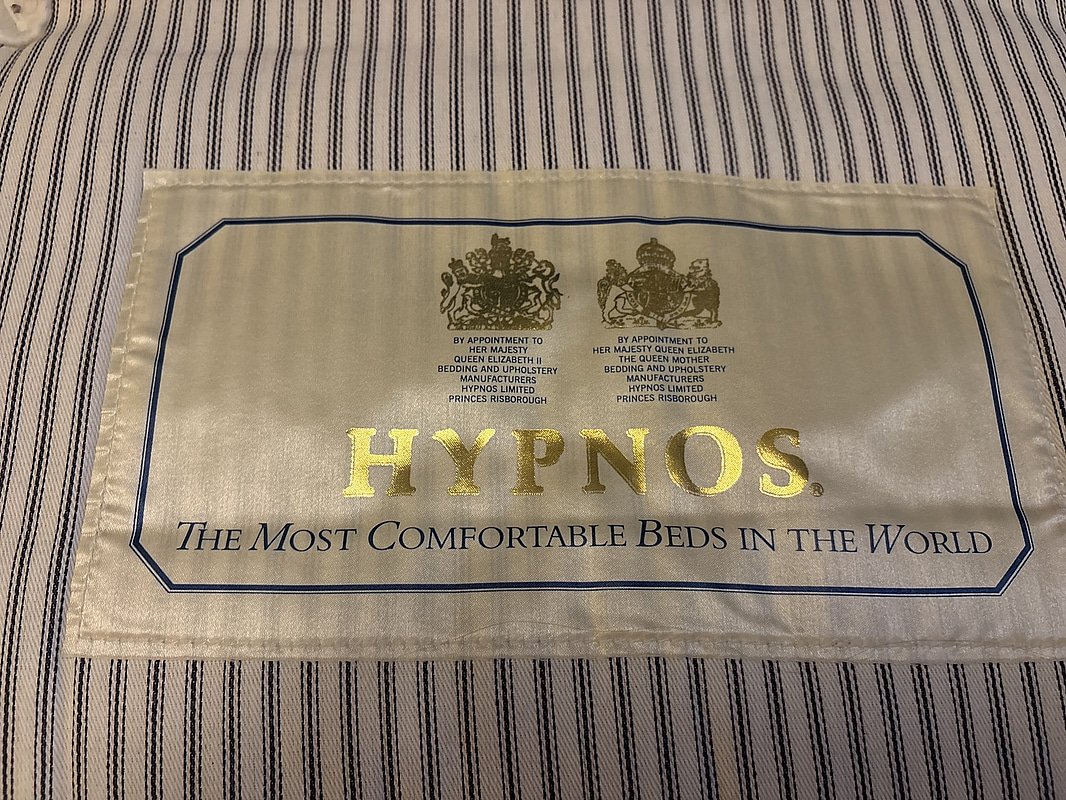 BY APPOINTMENT TO
HER MAJESTY
QUEEN ELIZABETH II
BEDDING AND UPHOLSTERY
MANUFACTURERS
HYPNOS LIMITED
PRINCES RISBOROUGH
BY APPOINTMENT TO
HER MAJESTY QUEEN ELIZABETH
THE QUEEN MOTHER
BEDDING AND UPHOLSTERY
MANUFACTURERS
HYPNOS LIMITED
PRINCES RISBOROUGH
HYPNOS®
THE MOST COMFORTABLE BEDS IN THE WORLD